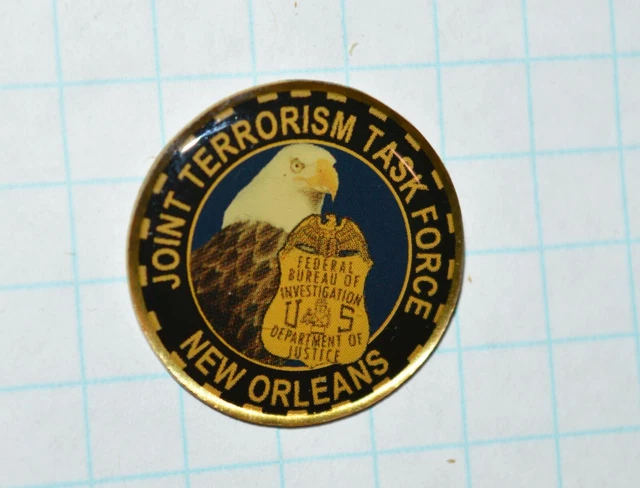 JOINT TERRORISM TASK FORCE
FEDERAL
BUREAU OF
INVESTIGATION
U S
DEPARTMENT OF
JUSTICE
NEW ORLEANS